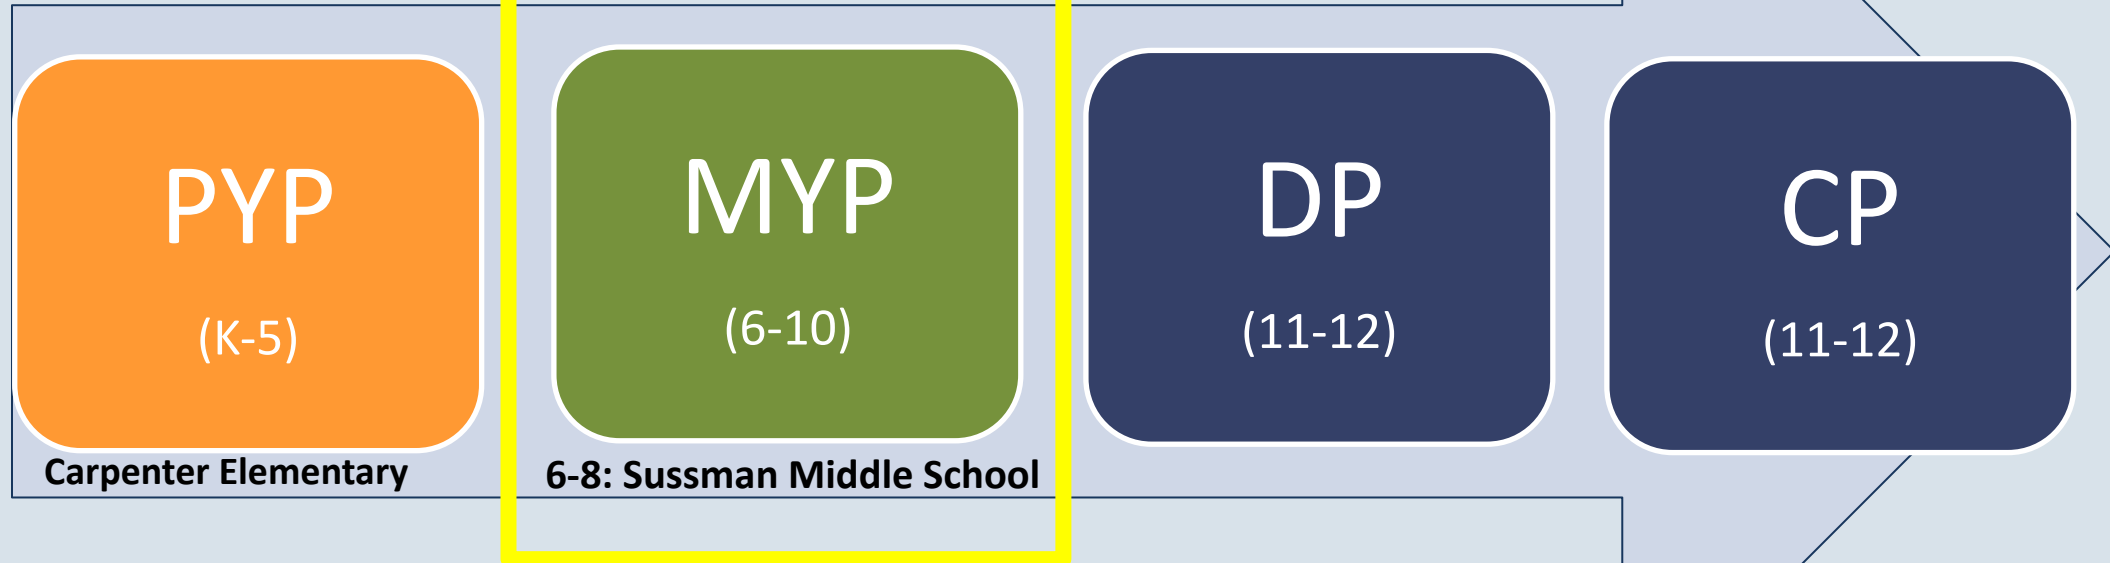 PYP
(K-5)
Carpenter Elementary
MYP
(6-10)
6-8: Sussman Middle School
DP
(11-12)
CP
(11-12)